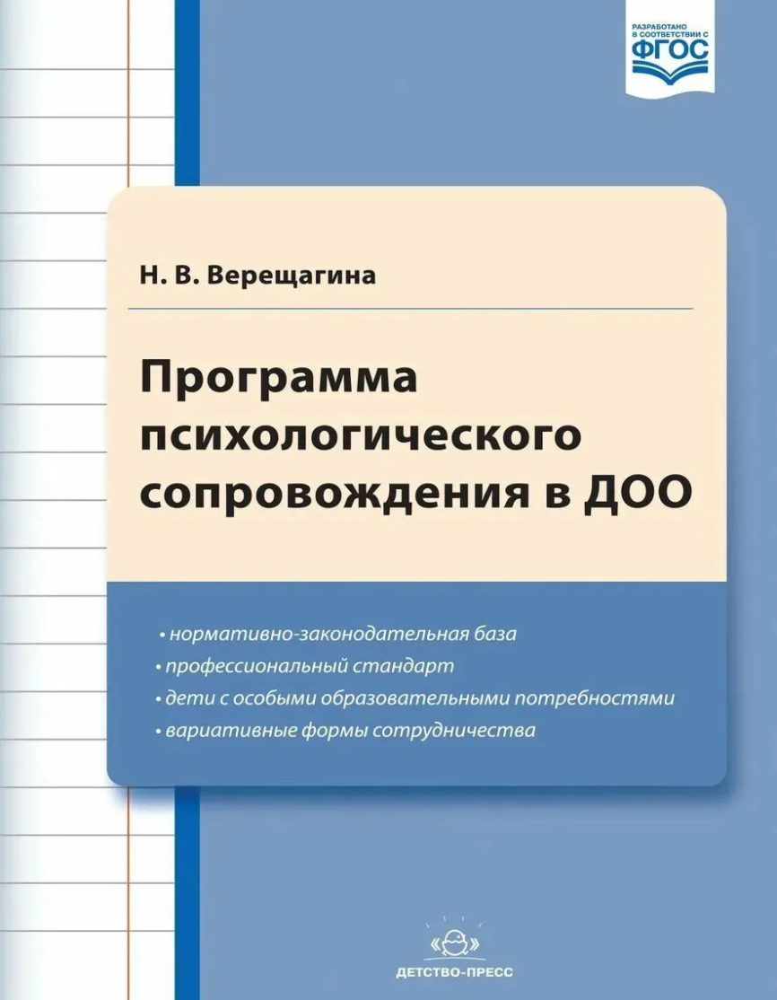 РАЗРАБОТАНО
В СООТВЕТСТВИИ С
ФГОС
Н. В. Верещагина
Программа
психологического
сопровождения в ДОО
• нормативно-законодательная база
• профессиональный стандарт
• дети с особыми образовательными потребностями
• вариативные формы сотрудничества
ДЕТСТВО-ПРЕСС